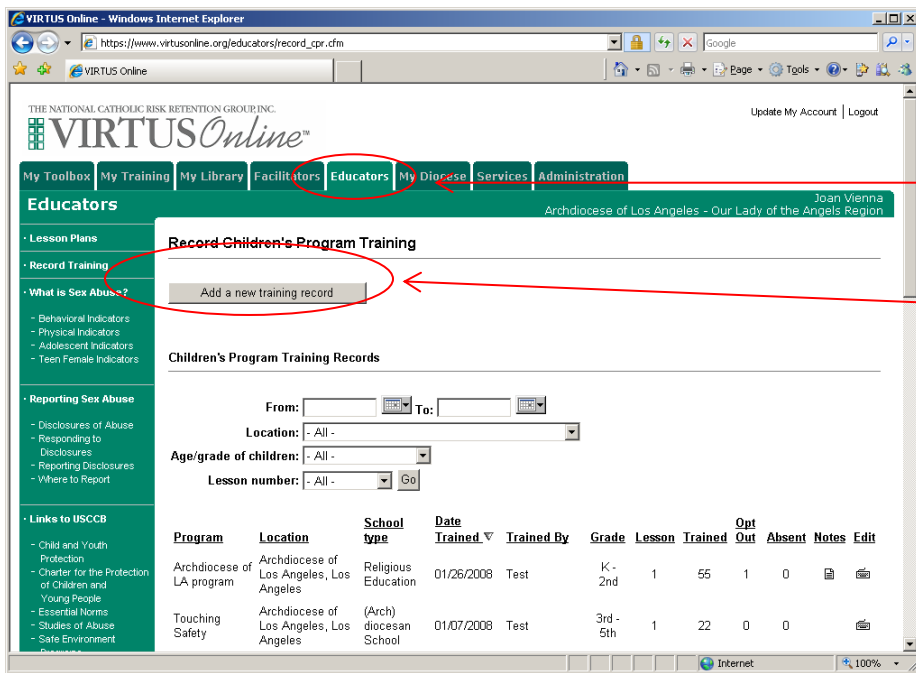 VIRTUS Online - Windows Internet Explorer
https://www.virtusonline.org/educators/record_cpr.cfm
Google
VIRTUS Online
Page
Tools
THE NATIONAL CATHOLIC RISK RETENTION GROUP, INC.
VIRTUS Online™
Update My Account | Logout
My Toolbox My Training My Library Facilitators Educators My Diocese Services Administration
Educators
Joan Vienna
Archdiocese of Los Angeles - Our Lady of the Angels Region
· Lesson Plans
· Record Training
· What is Sex Abuse?
- Behavioral Indicators
- Physical Indicators
- Adolescent Indicators
- Teen Female Indicators
· Reporting Sex Abuse
- Disclosures of Abuse
- Responding to
Disclosures
- Reporting Disclosures
- Where to Report
· Links to USCCB
- Child and Youth
Protection
- Charter for the Protection
of Children and
Young People
- Essential Norms
- Studies of Abuse
- Safe Environment
Record Children's Program Training
Add a new training record
Children's Program Training Records
From: To:
Location: - All -
Age/grade of children: - All -
Lesson number: - All - Go
Program Location School type Date Trained Trained By Grade Lesson Trained Opt Out Absent Notes Edit
Archdiocese of LA program Archdiocese of Los Angeles, Los Angeles Religious Education 01/26/2008 Test K - 2nd 1 55 1 0
Touching Safety Archdiocese of Los Angeles, Los Angeles (Arch) diocesan School 01/07/2008 Test 3rd - 5th 1 22 0 0
Internet
100%